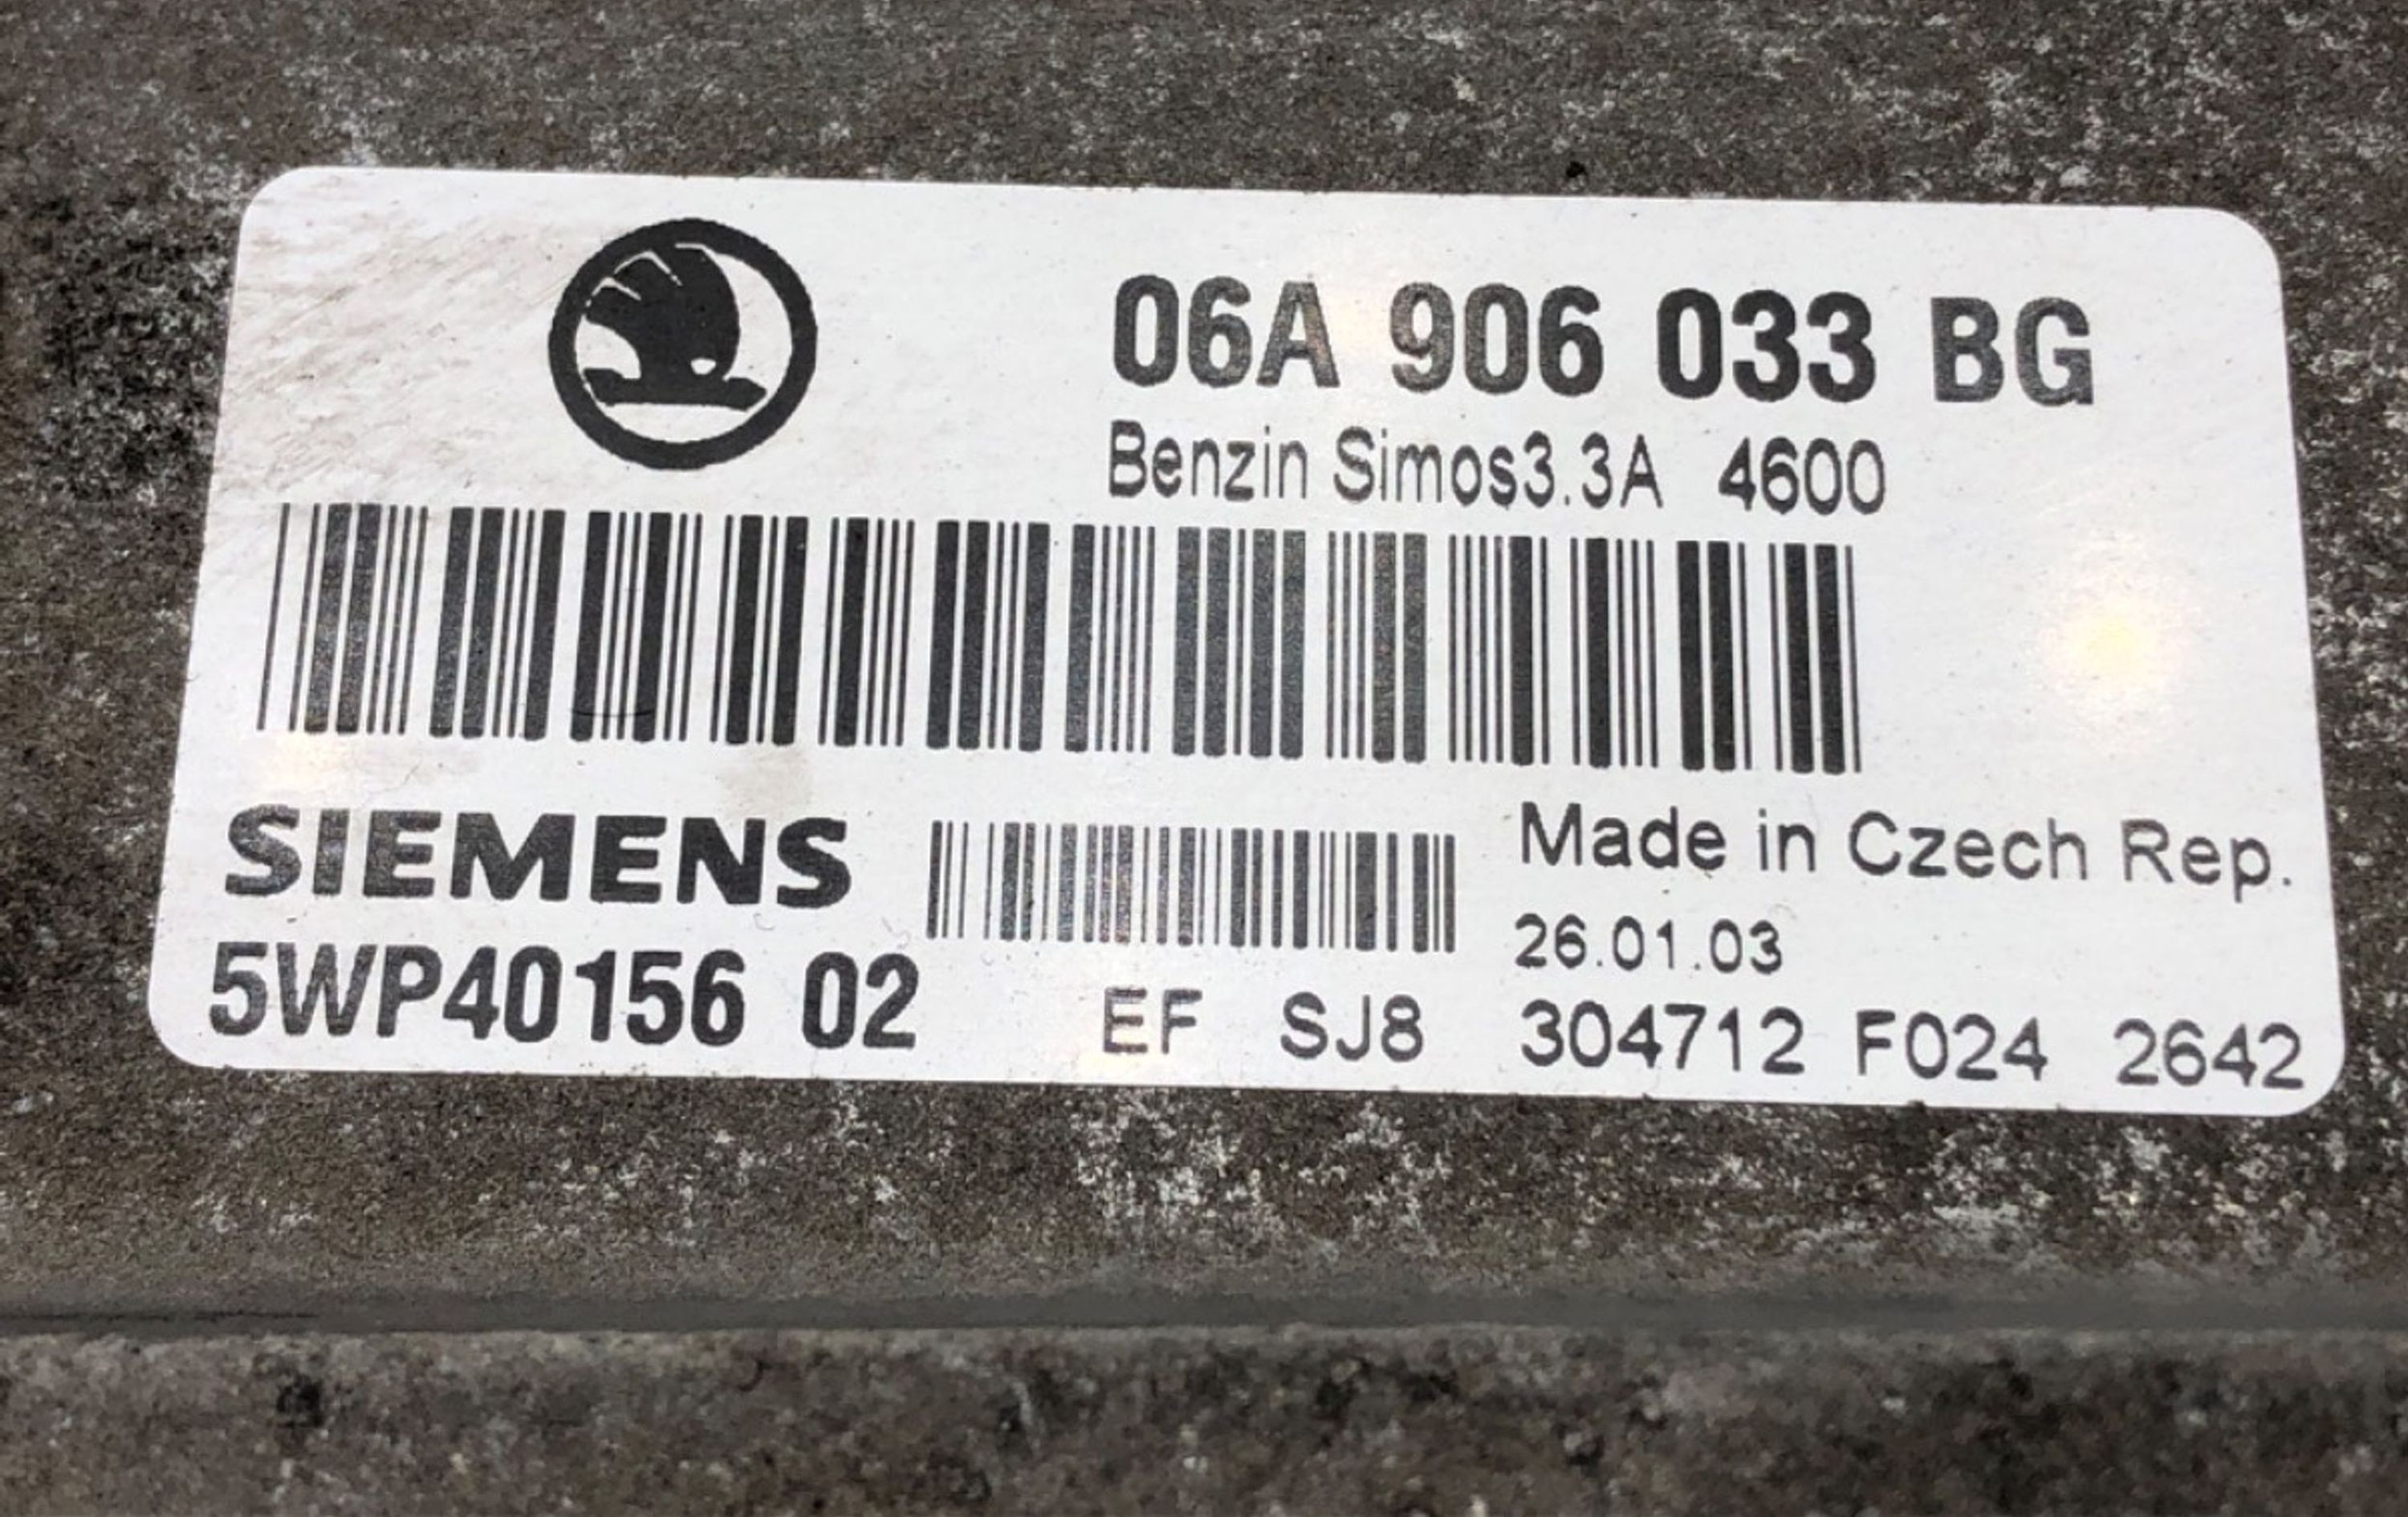 06A 906 033 BG
Benzin Simos3.3A 4600
SIEMENS
Made in Czech Rep.
26.01.03
5WP40156 02
EF SJ8 304712 F024 2642